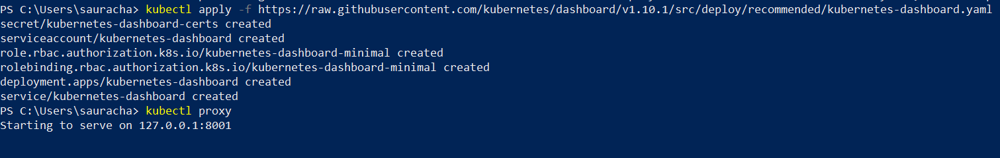 PS C:\Users\sauracha> kubectl apply -f https://raw.githubusercontent.com/kubernetes/dashboard/v1.10.1/src/deploy/recommended/kubernetes-dashboard.yaml
secret/kubernetes-dashboard-certs created
serviceaccount/kubernetes-dashboard created
role.rbac.authorization.k8s.io/kubernetes-dashboard-minimal created
rolebinding.rbac.authorization.k8s.io/kubernetes-dashboard-minimal created
deployment.apps/kubernetes-dashboard created
service/kubernetes-dashboard created
PS C:\Users\sauracha> kubectl proxy
Starting to serve on 127.0.0.1:8001